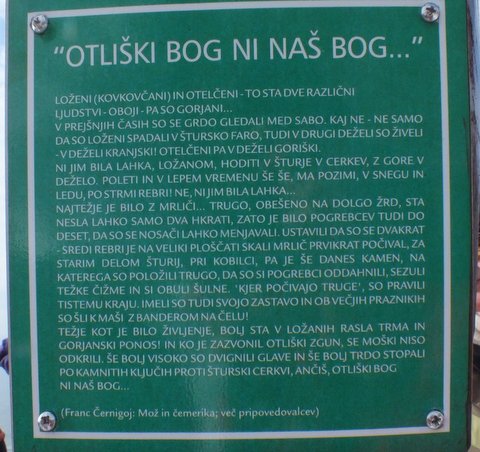 "OTLIŠKI BOG NI NAŠ BOG..."
LOŽENI (KOVKOVČANI) IN OTELČENI - TO STA DVE RAZLIČNI
LJUDSTVI - OBOJI - PA SO GORJANI...
V PREJŠNJIH ČASIH SO SE GRDO GLEDALI MED SABO. KAJ NE - NE SAMO
DA SO LOŽENI SPADALI V ŠTURSKO FARO, TUDI V DRUGI DEŽELI SO ŽIVELI
- V DEŽELI KRANJSKI! OTELČENI PA V DEŽELI GORIŠKI.
NI JIM BILA LAHKA, LOŽANOM, HODITI V ŠTURJE V CERKEV, Z GORE V
DEŽELO. POLETI IN V LEPEM VREMENU ŠE ŠE, MA POZIMI, V SNEGU IN
LEDU, PO STRMI REBRI! NE, NI JIM BILA LAHKA...
NAJTEŽJE JE BILO Z MRLIČI... TRUGO, OBEŠENO NA DOLGO ŽRD, STA
NESLA LAHKO SAMO DVA HKRATI, ZATO JE BILO POGREBCEV TUDI DO
DESET, DA SO SE NOSAČI LAHKO MENJAVALI. USTAVILI DA SO SE DVAKRAT
- SREDI REBRI JE NA VELIKI PLOŠČATI SKALI MRLIČ PRVIKRAT POČIVAL, ZA
STARIM DELOM ŠTURIJ, PRI KOBILCI, PA JE ŠE DANES KAMEN, NA
KATEREGA SO POLOŽILI TRUGO, DA SO SI POGREBCI ODDAHNILI, SEZULI
TEŽKE ČIŽME IN SI OBULI ŠULNE. 'KJER POČIVAJO TRUGE', SO PRAVILI
TISTEMU KRAJU. IMELI SO TUDI SVOJO ZASTAVO IN OB VEČJIH PRAZNIKIH
SO ŠLI K MAŠI Z BANDEROM NA ČELU!
TEŽJE KOT JE BILO ŽIVLJENJE, BOLJ STA V LOŽANIH RASLA TRMA IN
GORJANSKI PONOS! IN KO JE ZAZVONIL OTLIŠKI ZGUN, SE MOŠKI NISO
ODKRILI. ŠE BOLJ VISOKO SO DVIGNILI GLAVE IN ŠE BOLJ TRDO STOPALI
PO KAMNITIH KLJUČIH PROTI ŠTURSKI CERKVI, ANČIŠ, OTLIŠKI BOG
NI NAŠ BOG...
(Franc Černigoj: Mož in čemerika; več pripovedovalcev)